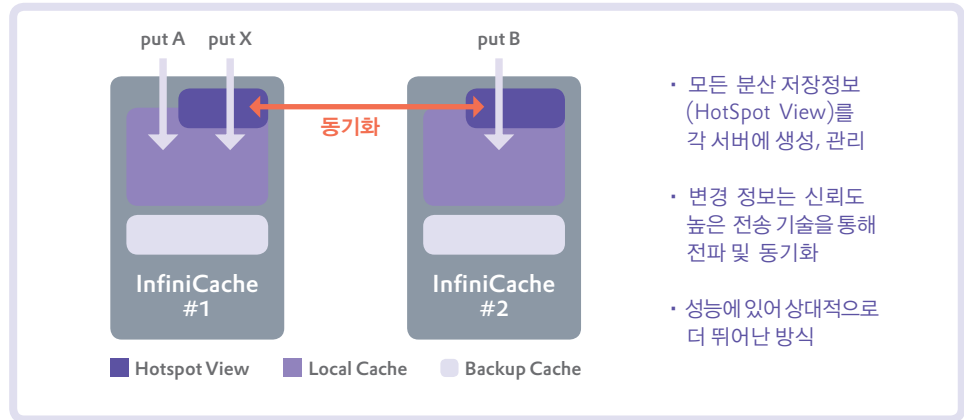 put A
put X
put B
동기화
InfiniCache
#1
InfiniCache
#2
Hotspot View
Local Cache
Backup Cache
· 모든 분산 저장정보
(HotSpot View)를
각 서버에 생성, 관리
· 변경 정보는 신뢰도
높은 전송 기술을 통해
전파 및 동기화
· 성능에 있어 상대적으로
더 뛰어난 방식